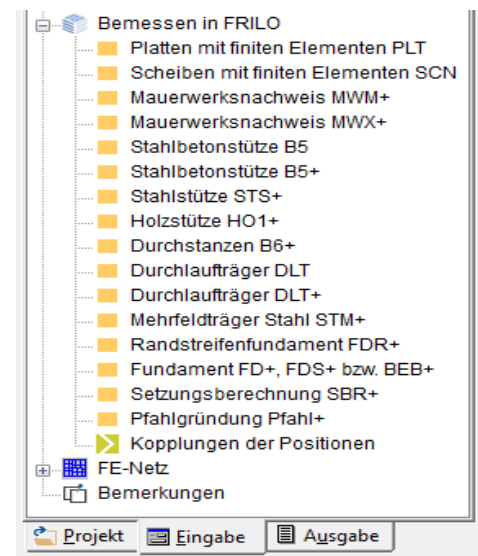 Bemessen in FRILO
Platten mit finiten Elementen PLT
Scheiben mit finiten Elementen SCN
Mauerwerksnachweis MWM+
Mauerwerksnachweis MWX+
Stahlbetonstütze B5
Stahlbetonstütze B5+
Stahlstütze STS+
Holzstütze HO1+
Durchstanzen B6+
Durchlaufträger DLT
Durchlaufträger DLT+
Mehrfeldträger Stahl STM+
Randstreifenfundament FDR+
Fundament FD+, FDS+ bzw. BEB+
Setzungsberechnung SBR+
Pfahlgründung Pfahl+
Kopplungen der Positionen
FE-Netz
Bemerkungen
Projekt Eingabe Ausgabe